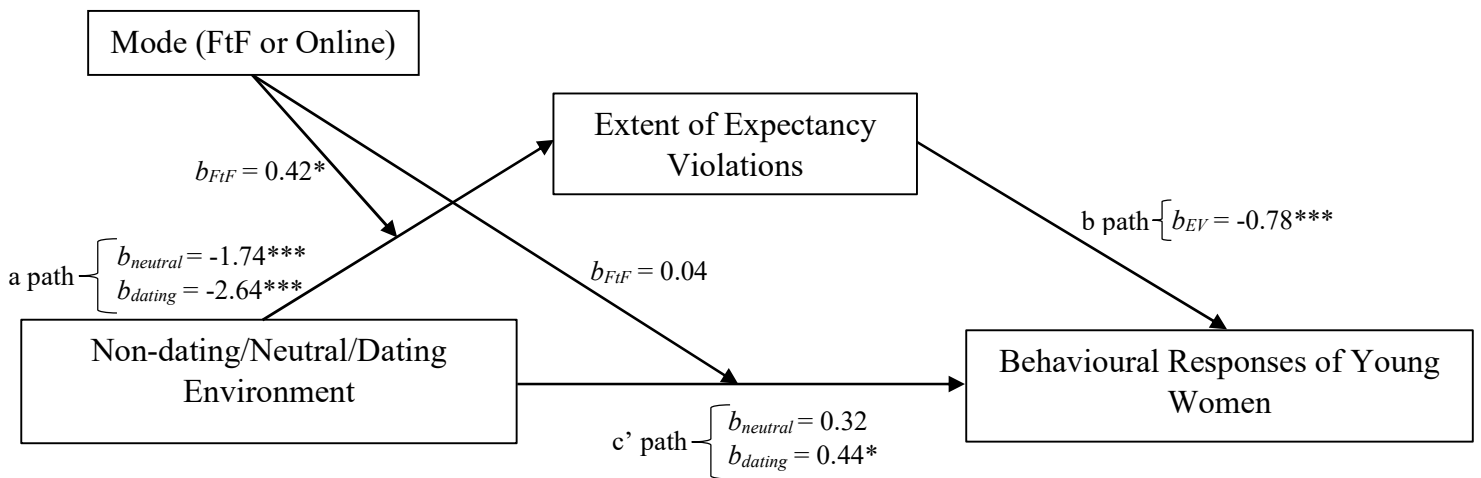 Mode (FtF or Online)
Extent of Expectancy
Violations
b_FtF = 0.42*
b path
b_EV = -0.78***
a path
b_neutral = -1.74***
b_dating = -2.64***
b_FtF = 0.04
Non-dating/Neutral/Dating
Environment
Behavioural Responses of Young
Women
c’ path
b_neutral = 0.32
b_dating = 0.44*